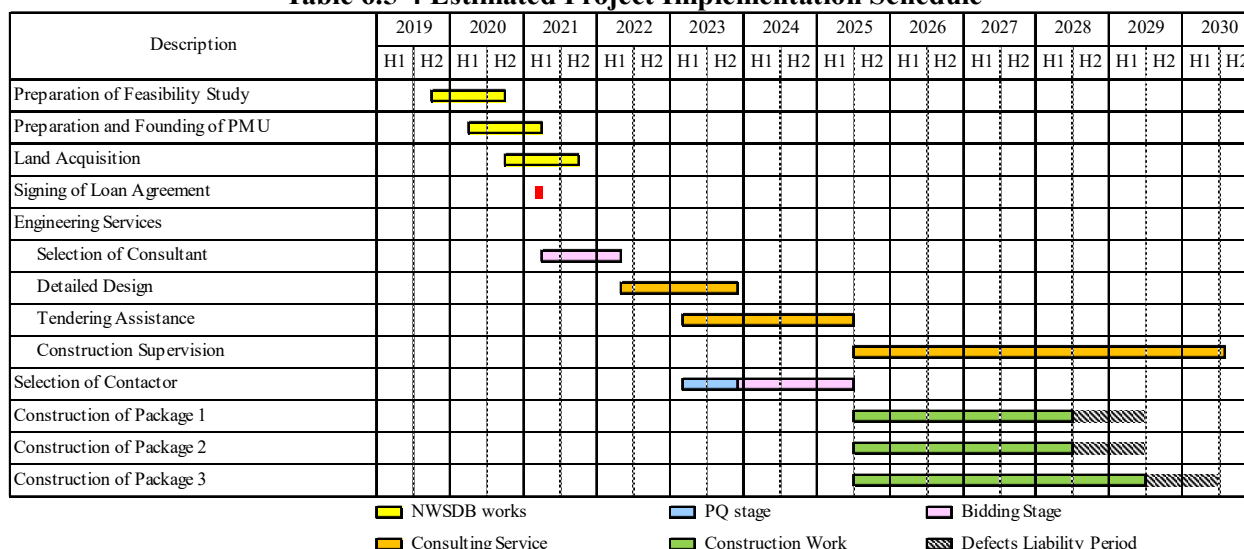 Table 6.3-4 Estimated Project Implementation Schedule
Description 2019 2020 2021 2022 2023 2024 2025 2026 2027 2028 2029 2030
H1 H2 H1 H2 H1 H2 H1 H2 H1 H2 H1 H2 H1 H2 H1 H2 H1 H2 H1 H2 H1 H2 H1 H2
Preparation of Feasibility Study
Preparation and Founding of PMU
Land Acquisition
Signing of Loan Agreement
Engineering Services
Selection of Consultant
Detailed Design
Tendering Assistance
Construction Supervision
Selection of Contactor
Construction of Package 1
Construction of Package 2
Construction of Package 3
NWSDB works PQ stage Bidding Stage
Consulting Service Construction Work Defects Liability Period